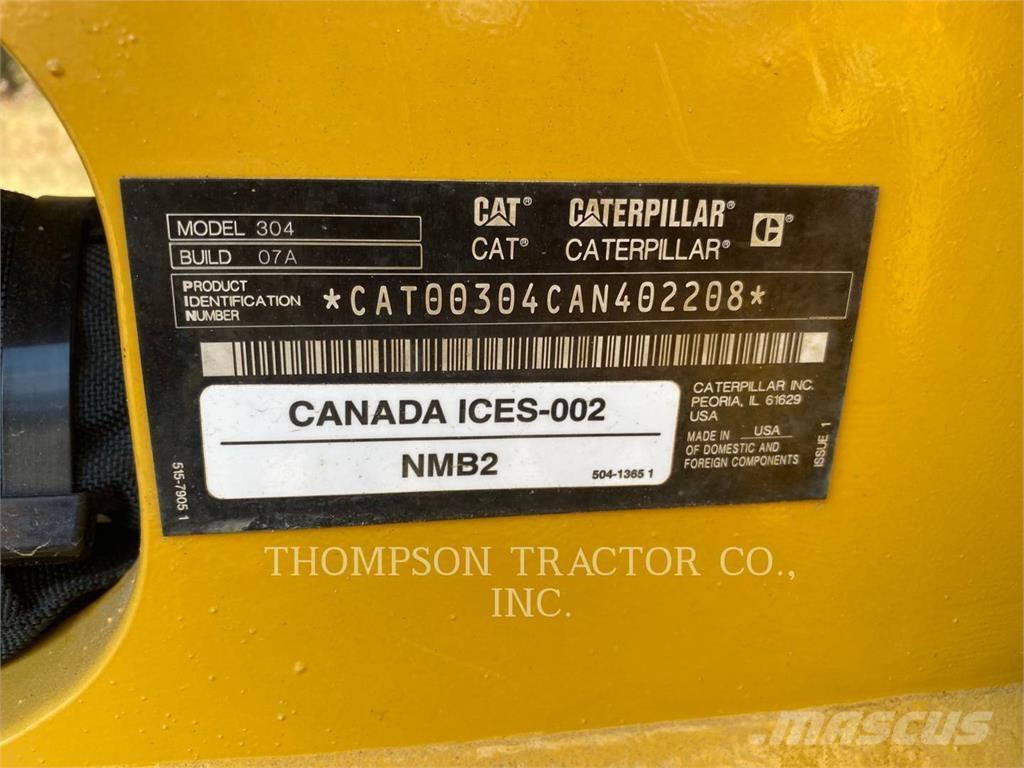 MODEL 304
BUILD 07A
CAT® CATERPILLAR® C®
CAT® CATERPILLAR®
PRODUCT
IDENTIFICATION
NUMBER
*CAT00304CAN402208*
CANADA ICES-002
NMB2
504-1365 1
CATERPILLAR INC.
PEORIA, IL 61629
USA
MADE IN USA
OF DOMESTIC AND
FOREIGN COMPONENTS
ISSUE 1
515-7905 1
THOMPSON TRACTOR CO.,
INC.
MASCUS